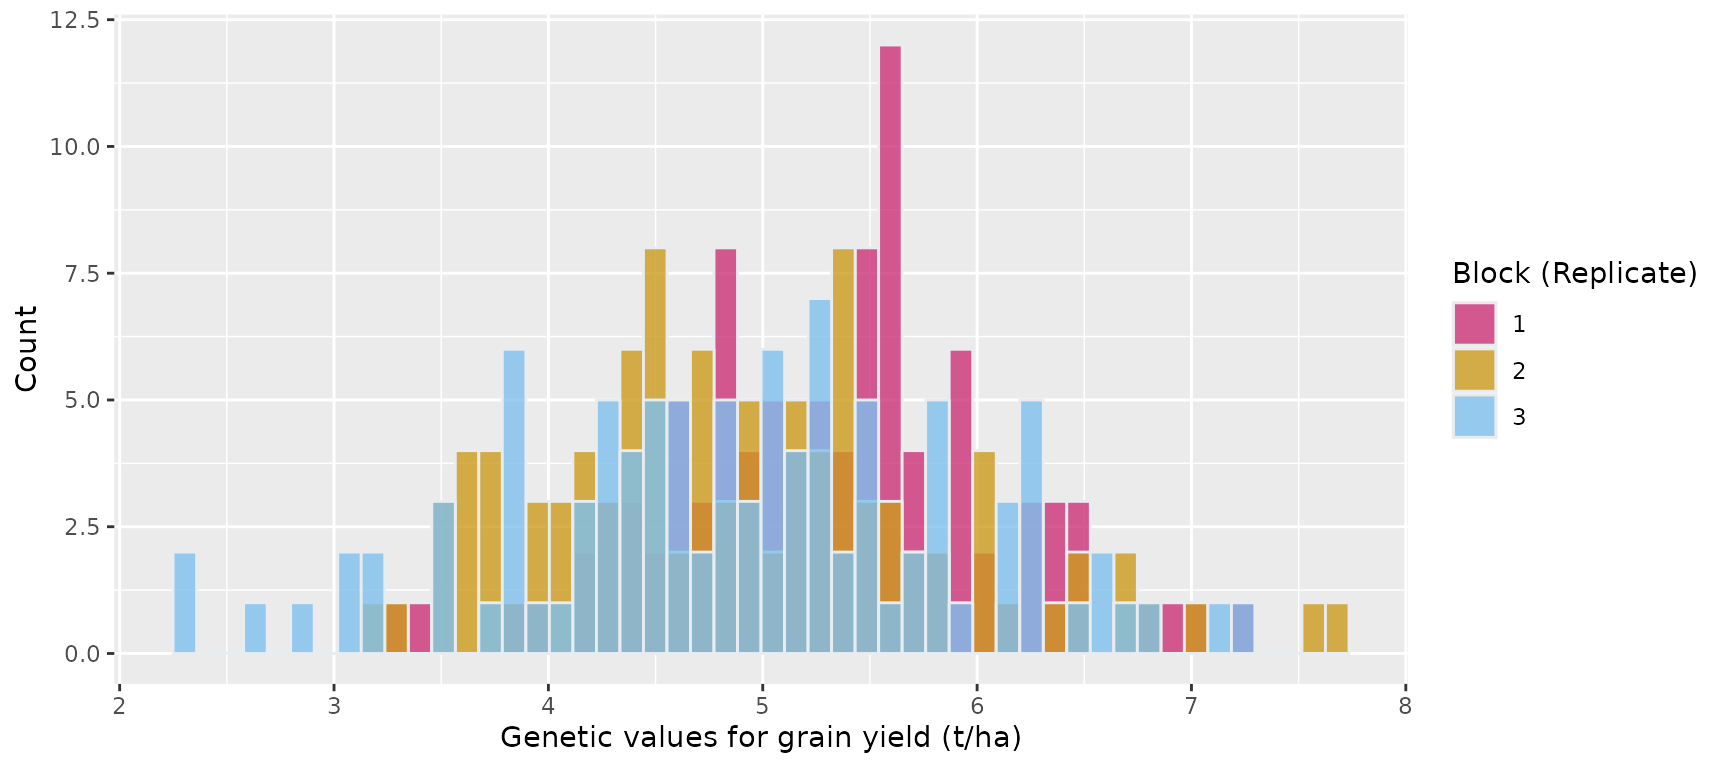 12.5
10.0
7.5
5.0
2.5
0.0
Count
2 3 4 5 6 7 8
Genetic values for grain yield (t/ha)
Block (Replicate)
1
2
3